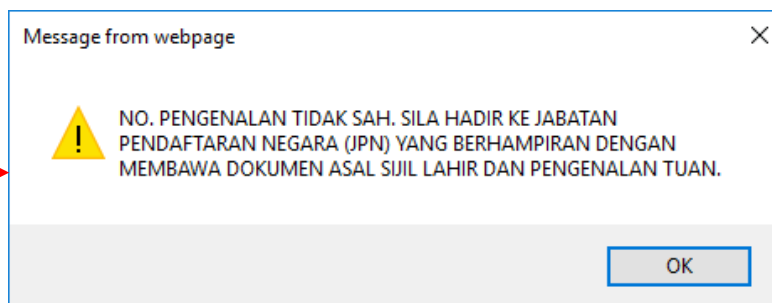 Message from webpage
NO. PENGENALAN TIDAK SAH. SILA HADIR KE JABATAN
PENDAFTARAN NEGARA (JPN) YANG BERHAMPIRAN DENGAN
MEMBAWA DOKUMEN ASAL SIJIL LAHIR DAN PENGENALAN TUAN.
OK